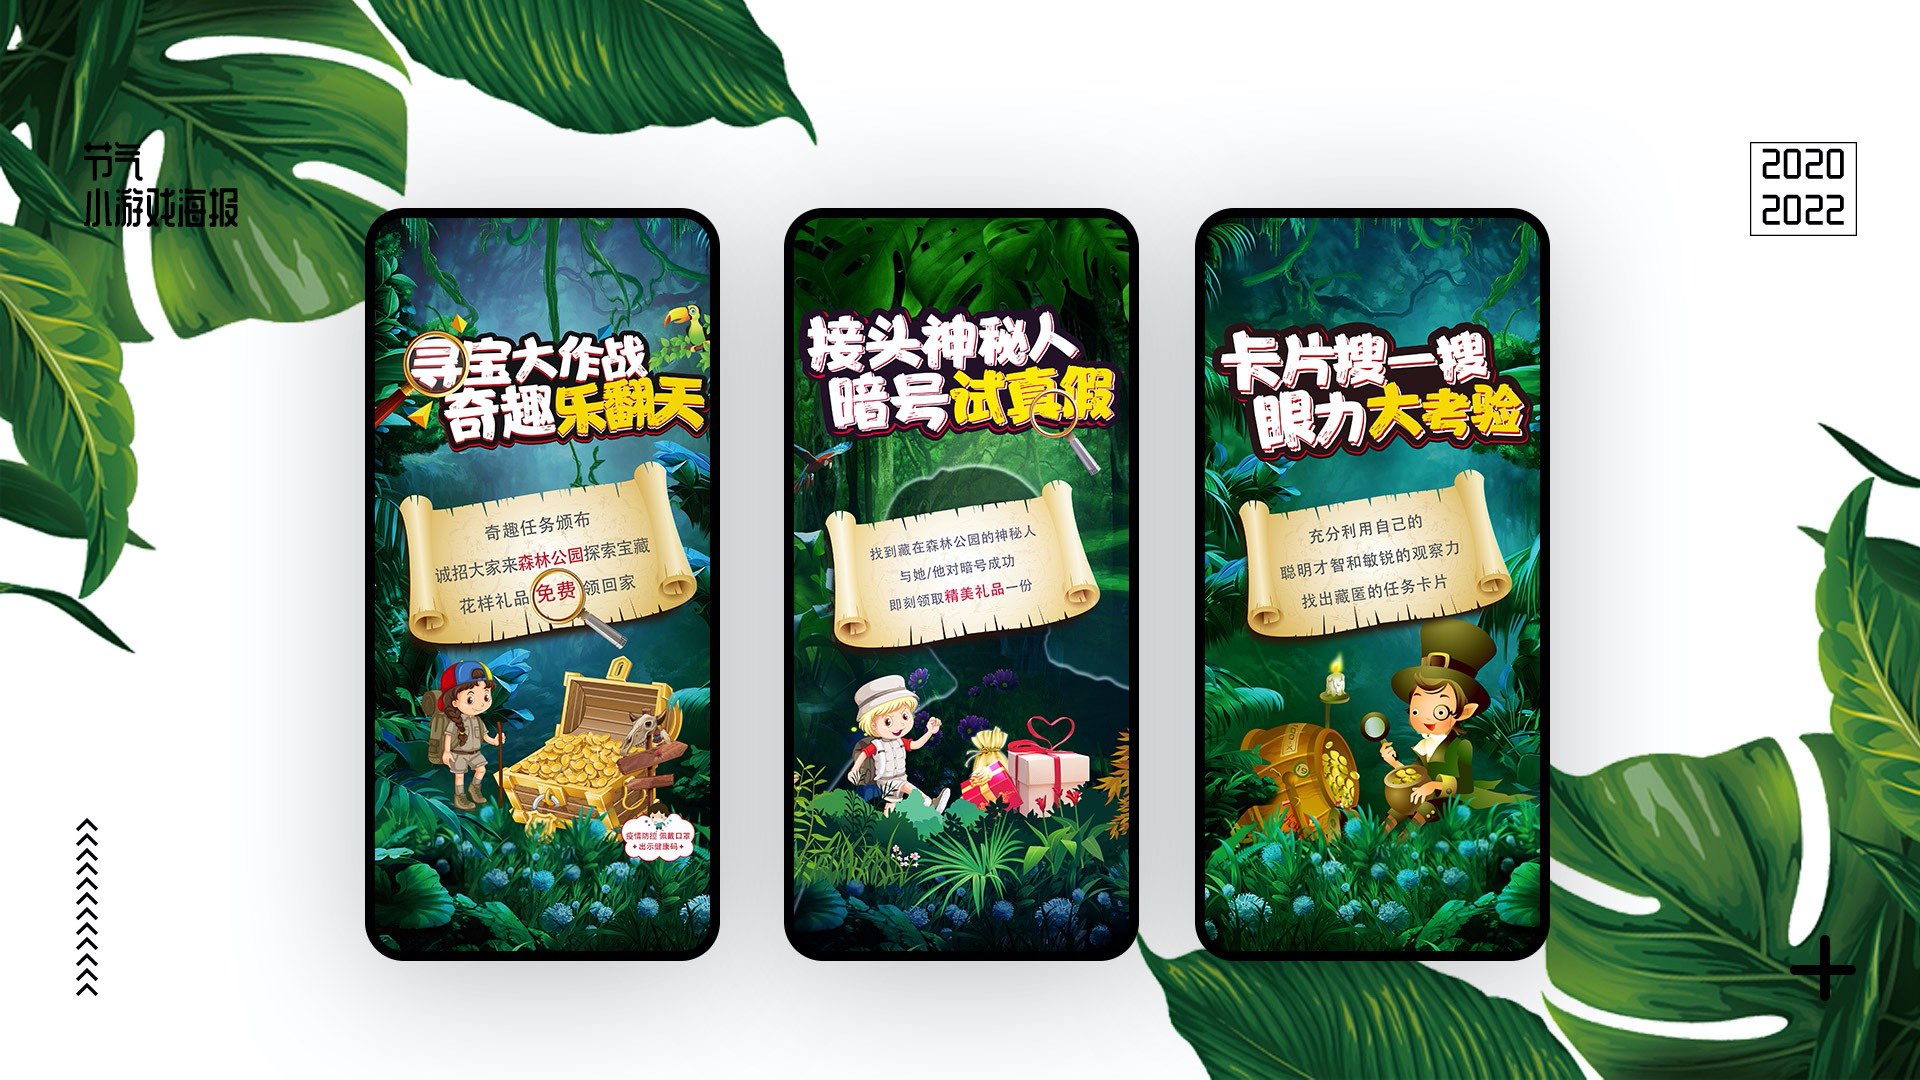 节气
小游戏海报
2020
2022
寻宝大作战
奇趣乐翻天
奇趣任务颁布
诚招大家来森林公园探索宝藏
花样礼品免费领回家
疫情防控 佩戴口罩
出示健康码
接头神秘人
暗号试真假
找到藏在森林公园的神秘人
与她/他对暗号成功
即刻领取精美礼品一份
卡片搜一搜
眼力大考验
充分利用自己的
聪明才智和敏锐的观察力
找出藏匿的任务卡片